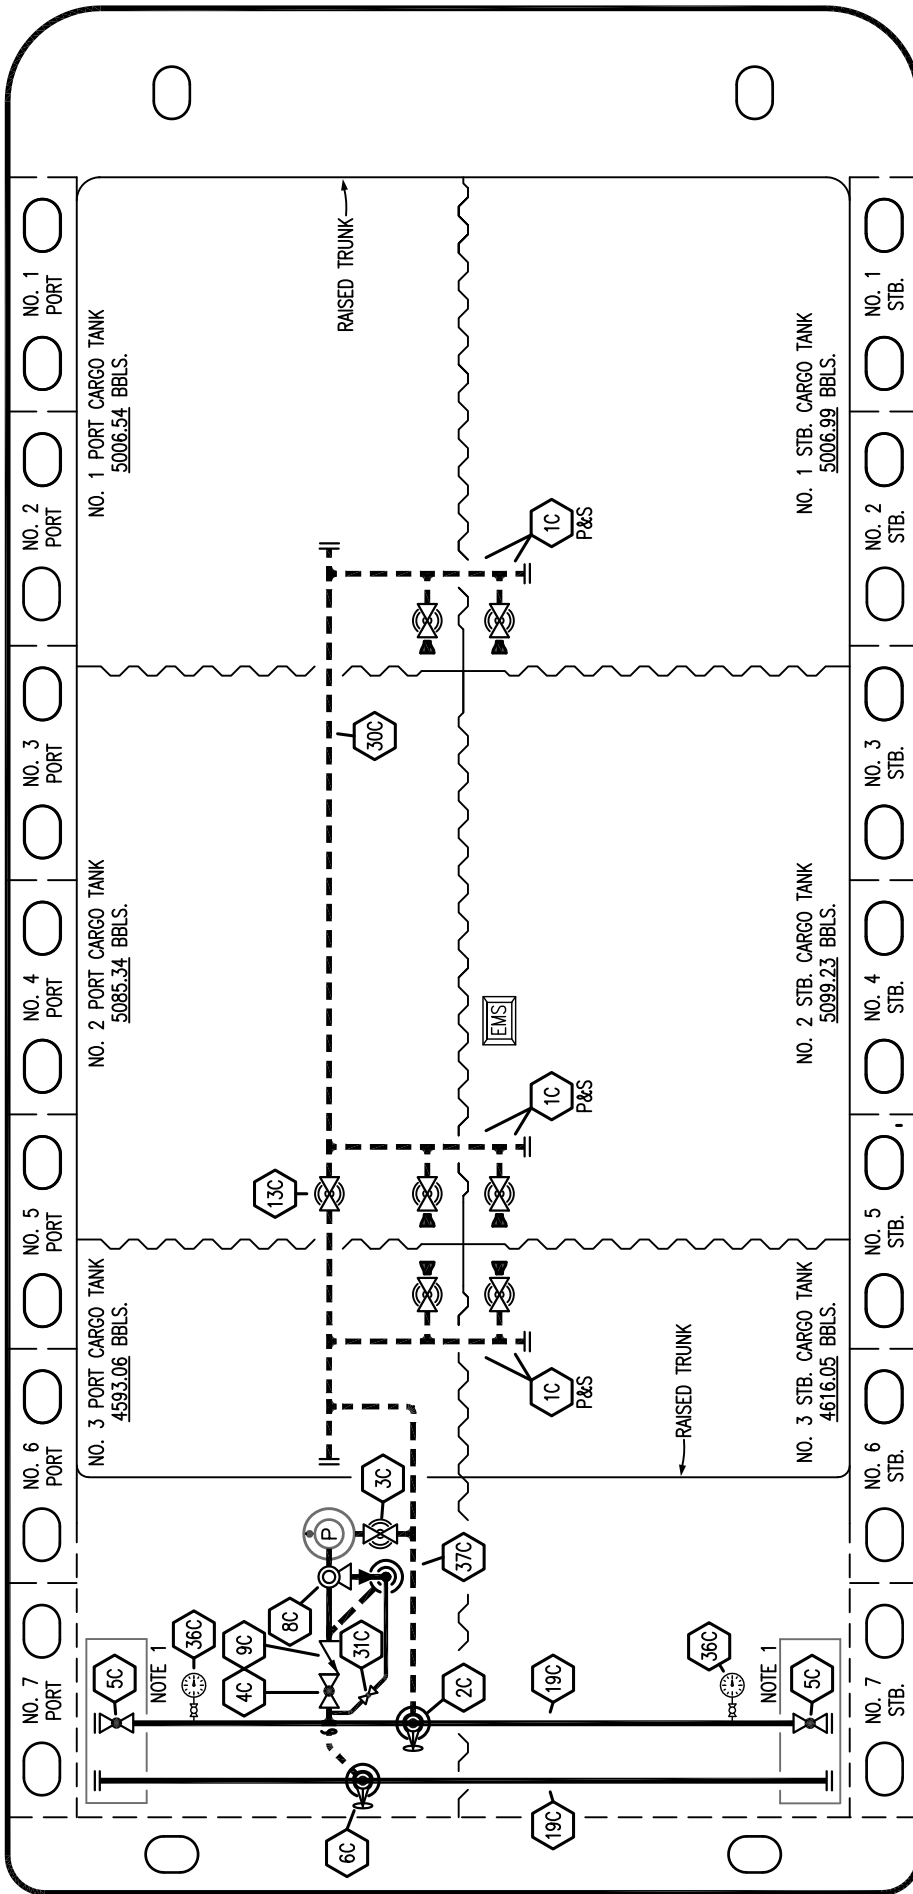 NO. 1
PORT
NO. 2
PORT
NO. 3
PORT
NO. 4
PORT
NO. 5
PORT
NO. 6
PORT
NO. 7
PORT
NO. 1 PORT CARGO TANK
5006.54 BBLS.
NO. 2 PORT CARGO TANK
5085.34 BBLS.
NO. 3 PORT CARGO TANK
4593.06 BBLS.
RAISED TRUNK
30C
13C
1C
P&S
1C
P&S
1C
P&S
EMS
P
3C
8C
9C
4C
31C
37C
2C
6C
36C
5C
NOTE 1
19C
19C
36C
NOTE 1
5C
RAISED TRUNK
NO. 1 STB. CARGO TANK
5006.99 BBLS.
NO. 2 STB. CARGO TANK
5099.23 BBLS.
NO. 3 STB. CARGO TANK
4616.05 BBLS.
NO. 1
STB.
NO. 2
STB.
NO. 3
STB.
NO. 4
STB.
NO. 5
STB.
NO. 6
STB.
NO. 7
STB.